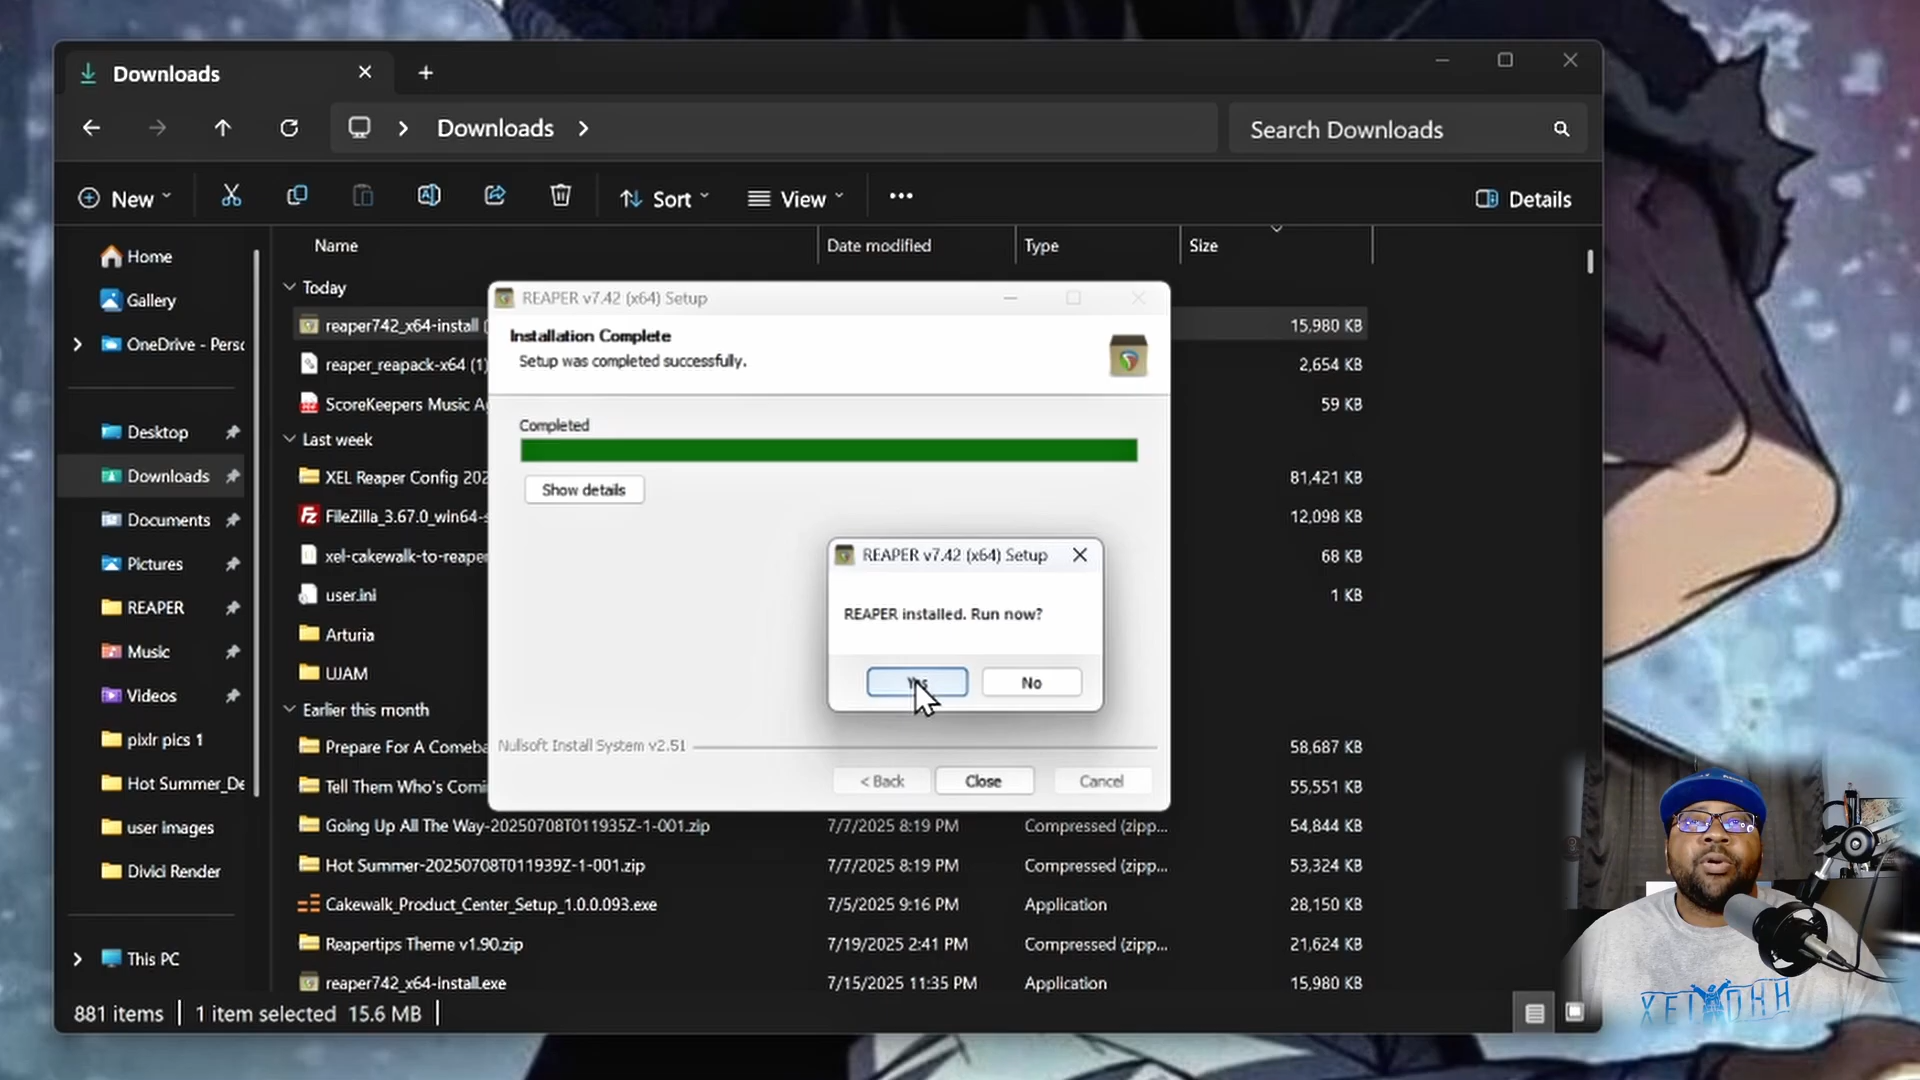 Downloads
Downloads
Search Downloads
New
Sort
View
Details
Name
Date modified
Type
Size
Home
Gallery
OneDrive - Persc
Desktop
Downloads
Documents
Pictures
REAPER
Music
Videos
pixlr pics 1
Hot Summer_De
user images
Divici Render
This PC
Today
reaper742_x64-install (
15,980 KB
reaper_reapack-x64 (1)
2,654 KB
ScoreKeepers Music A
59 KB
Last week
XEL Reaper Config 202
81,421 KB
FileZilla_3.67.0_win64-s
12,098 KB
xel-cakewalk-to-reaper
68 KB
user.ini
1 KB
Arturia
UJAM
Earlier this month
Prepare For A Comeba
58,687 KB
Tell Them Who's Comi
55,551 KB
Going Up All The Way-20250708T011935Z-1-001.zip
7/7/2025 8:19 PM
Compressed (zipp...
54,844 KB
Hot Summer-20250708T011939Z-1-001.zip
7/7/2025 8:19 PM
Compressed (zipp...
53,324 KB
Cakewalk_Product_Center_Setup_1.0.0.093.exe
7/5/2025 9:16 PM
Application
28,150 KB
Reapertips Theme v1.90.zip
7/19/2025 2:41 PM
Compressed (zipp...
21,624 KB
reaper742_x64-install.exe
7/15/2025 11:35 PM
Application
15,980 KB
881 items
1 item selected 15.6 MB
REAPER v7.42 (x64) Setup
Installation Complete
Setup was completed successfully.
Completed
Show details
REAPER v7.42 (x64) Setup
REAPER installed. Run now?
Yes
No
Nullsoft Install System v2.51
< Back
Close
Cancel